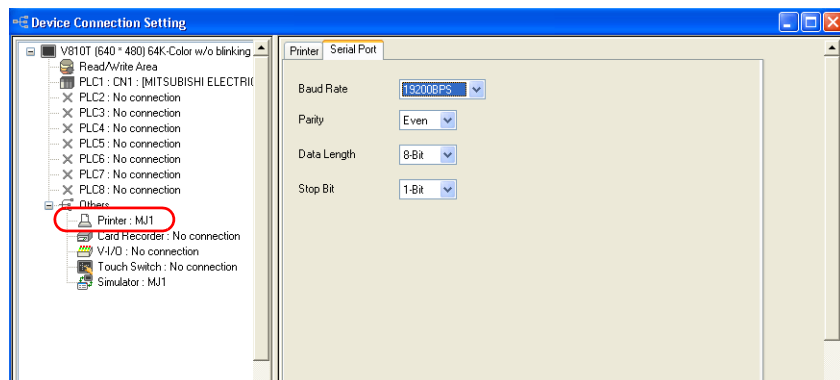 Device Connection Setting
V810T (640 * 480) 64K-Color w/o blinking
Read/Write Area
PLC1 : CN1 : [MITSUBISHI ELECTRI
PLC2 : No connection
PLC3 : No connection
PLC4 : No connection
PLC5 : No connection
PLC6 : No connection
PLC7 : No connection
PLC8 : No connection
Others
Printer : MJ1
Card Recorder : No connection
V-I/O : No connection
Touch Switch : No connection
Simulator : MJ1
Printer Serial Port
Baud Rate 19200BPS
Parity Even
Data Length 8-Bit
Stop Bit 1-Bit